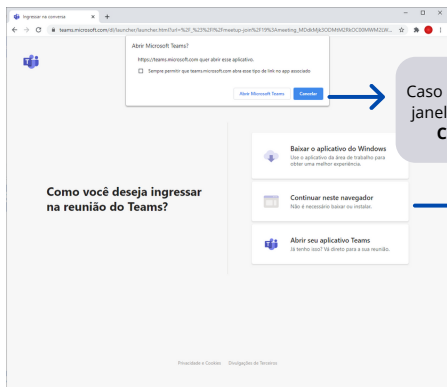 Ingressar na conversa
teams.microsoft.com/dl/launcher/launcher.html?url=%2F_%23%2Fl%2Fmeetup-join%2F19%3Ameeting_
Abrir Microsoft Teams?
https://teams.microsoft.com quer abrir esse aplicativo.
Sempre permitir que teams.microsoft.com abra esse tipo de link no app associado
Abrir Microsoft Teams Cancelar
Caso
janel
C
Baixar o aplicativo do Windows
Use o aplicativo da área de trabalho para
obter uma melhor experiência.
Como você deseja ingressar
na reunião do Teams?
Continuar neste navegador
Não é necessário baixar ou instalar.
Abrir seu aplicativo Teams
Já tenho isso? Vá direto para a sua reunião.
Privacidade e Cookies Divulgações de Terceiros